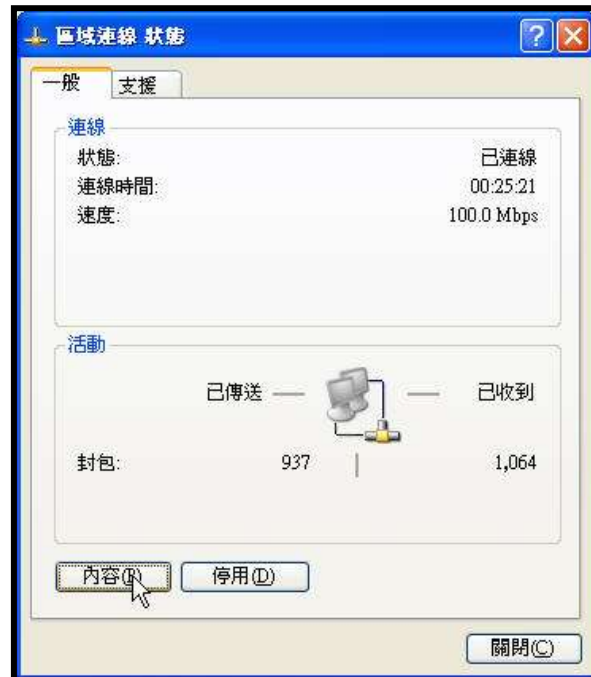 區域連線 狀態
一般 支援
連線
狀態: 已連線
連線時間: 00:25:21
速度: 100.0 Mbps
活動
已傳送 已收到
封包: 937 1,064
內容(R) 停用(D)
關閉(C)